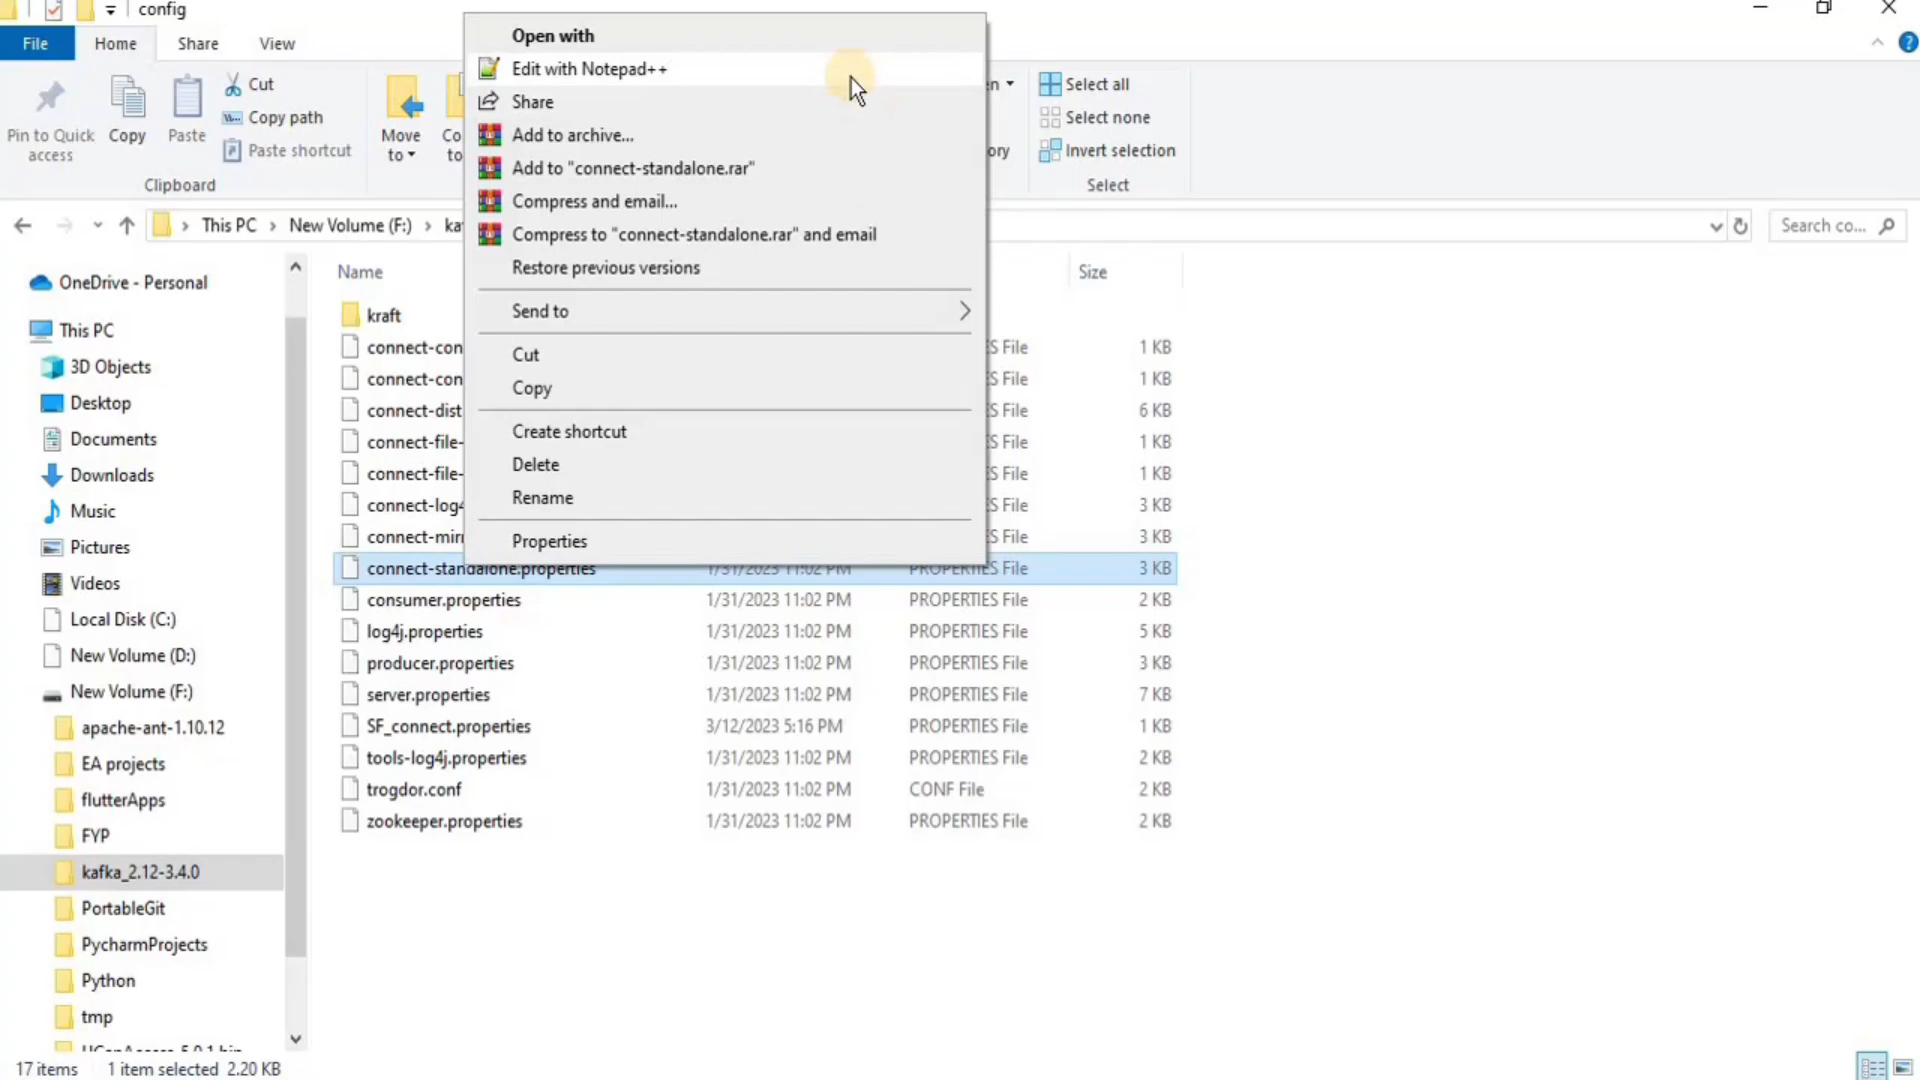 config
File
Home
Share
View
Pin to Quick
access
Copy
Paste
Cut
Copy path
Paste shortcut
Clipboard
Move
to
Co
to
Select all
Select none
Invert selection
Select
This PC
New Volume (F:)
Search co...
Open with
Edit with Notepad++
Share
Add to archive...
Add to "connect-standalone.rar"
Compress and email...
Compress to "connect-standalone.rar" and email
Restore previous versions
Send to
Cut
Copy
Create shortcut
Delete
Rename
Properties
OneDrive - Personal
This PC
3D Objects
Desktop
Documents
Downloads
Music
Pictures
Videos
Local Disk (C:)
New Volume (D:)
New Volume (F:)
apache-ant-1.10.12
EA projects
flutterApps
FYP
kafka_2.12-3.4.0
PortableGit
PycharmProjects
Python
tmp
Name
Size
kraft
connect-con S File 1 KB
connect-con S File 1 KB
connect-dist S File 6 KB
connect-file- S File 1 KB
connect-file- S File 1 KB
connect-log4 S File 3 KB
connect-mirr S File 3 KB
connect-standalone.properties 1/31/2023 11:02 PM PROPERTIES File 3 KB
consumer.properties 1/31/2023 11:02 PM PROPERTIES File 2 KB
log4j.properties 1/31/2023 11:02 PM PROPERTIES File 5 KB
producer.properties 1/31/2023 11:02 PM PROPERTIES File 3 KB
server.properties 1/31/2023 11:02 PM PROPERTIES File 7 KB
SF_connect.properties 3/12/2023 5:16 PM PROPERTIES File 1 KB
tools-log4j.properties 1/31/2023 11:02 PM PROPERTIES File 2 KB
trogdor.conf 1/31/2023 11:02 PM CONF File 2 KB
zookeeper.properties 1/31/2023 11:02 PM PROPERTIES File 2 KB
17 items 1 item selected 2.20 KB